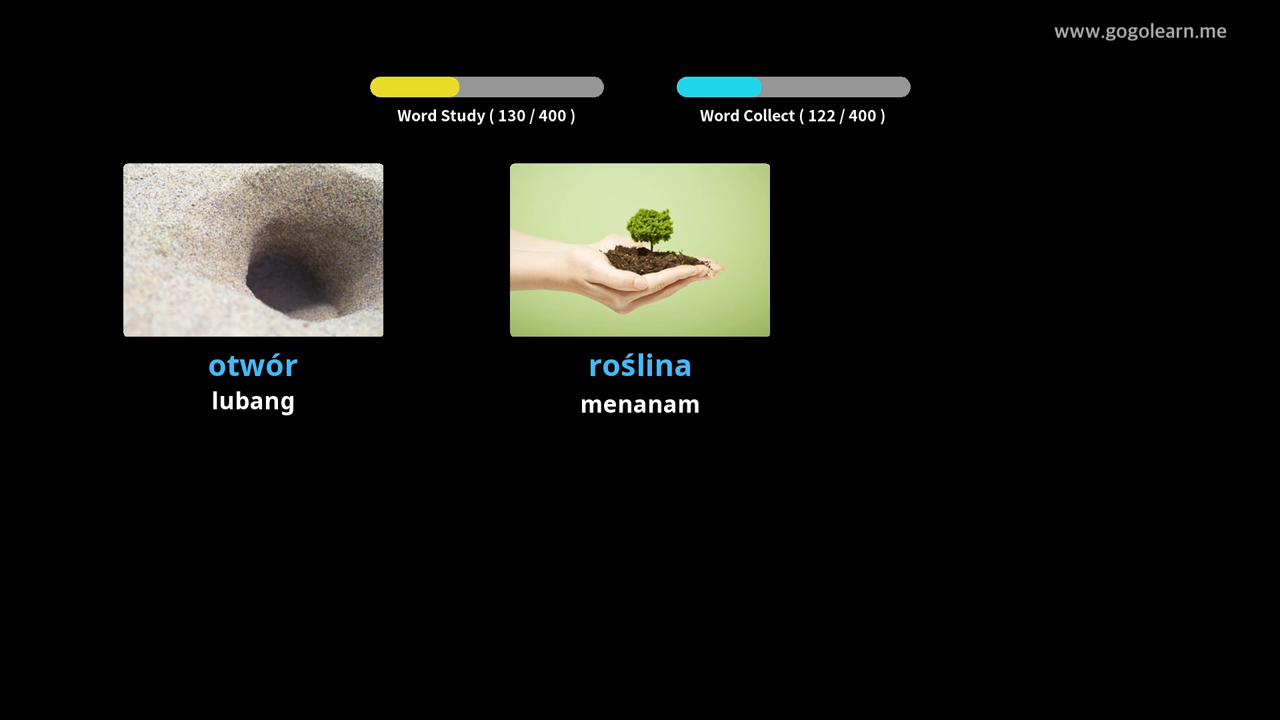 www.gogolearn.me
Word Study ( 130 / 400 )
Word Collect ( 122 / 400 )
otwór
lubang
roślina
menanam